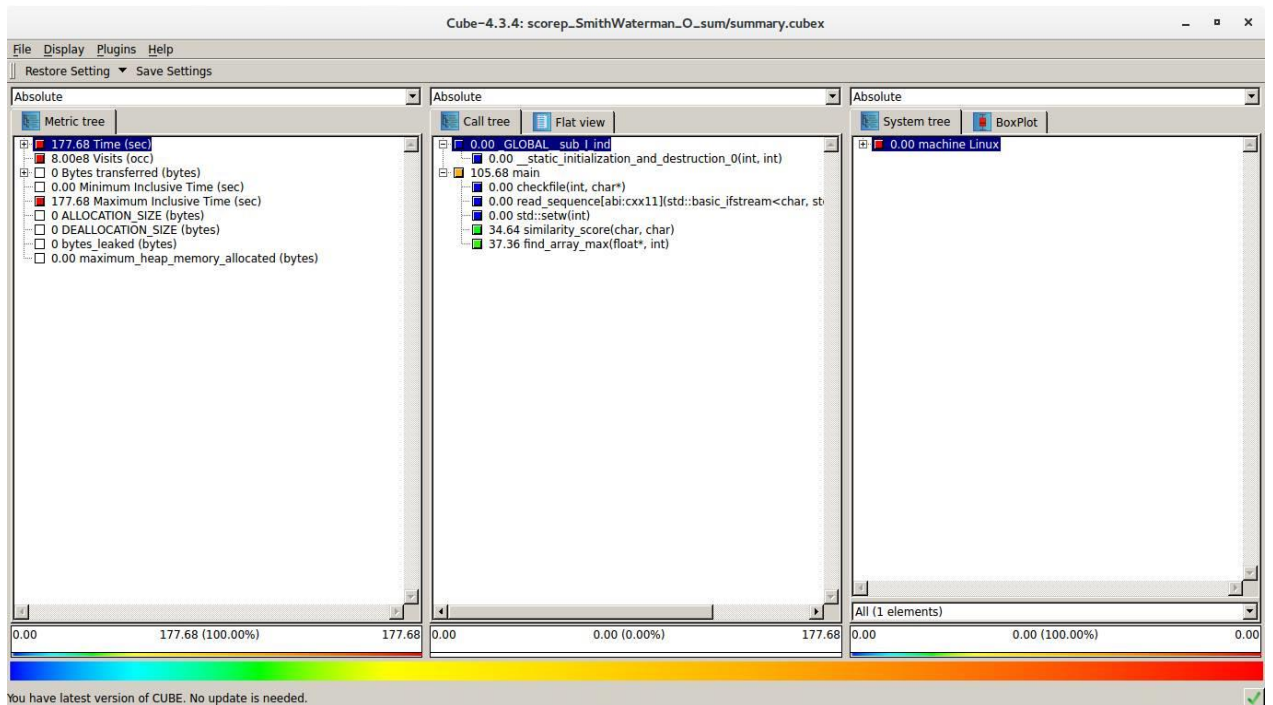 Cube-4.3.4: scorep_SmithWaterman_O_sum/summary.cubex
File Display Plugins Help
Restore Setting Save Settings
Absolute
Metric tree
177.68 Time (sec)
8.00e8 Visits (occ)
0 Bytes transferred (bytes)
0.00 Minimum Inclusive Time (sec)
177.68 Maximum Inclusive Time (sec)
0 ALLOCATION_SIZE (bytes)
0 DEALLOCATION_SIZE (bytes)
0 bytes_leaked (bytes)
0.00 maximum_heap_memory_allocated (bytes)
0.00 177.68 (100.00%) 177.68
Absolute
Call tree Flat view
0.00 _GLOBAL__sub_I_ind
0.00 __static_initialization_and_destruction_0(int, int)
105.68 main
0.00 checkfile(int, char*)
0.00 read_sequence[abi:cxx11](std::basic_ifstream<char, st
0.00 std::setw(int)
34.64 similarity_score(char, char)
37.36 find_array_max(float*, int)
0.00 0.00 (0.00%) 177.68
Absolute
System tree BoxPlot
0.00 machine Linux
All (1 elements)
0.00 0.00 (100.00%) 0.00
You have latest version of CUBE. No update is needed.